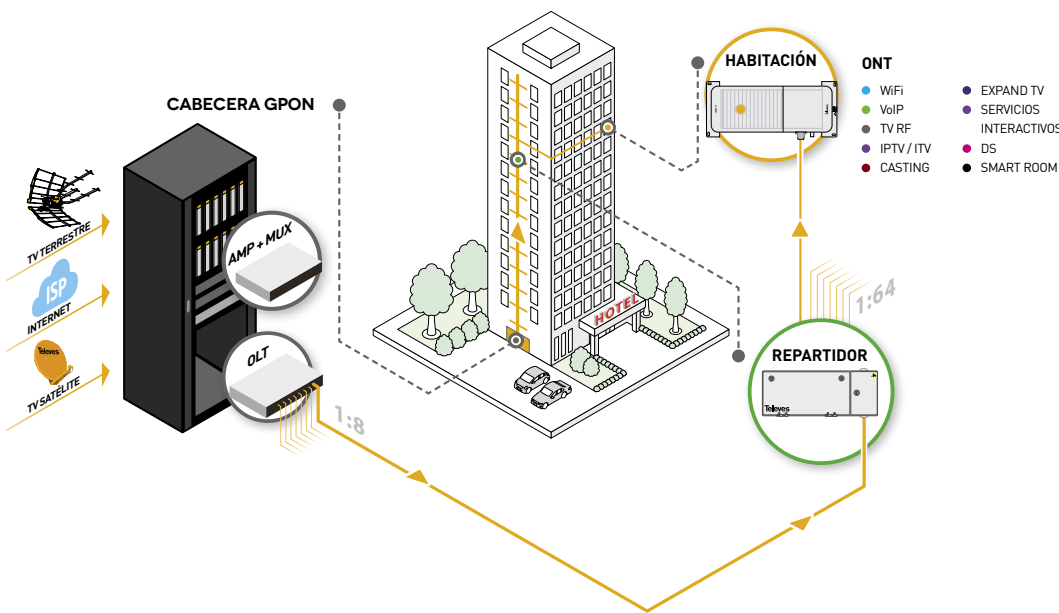 CABECERA GPON
TV TERRESTRE
ISP
INTERNET
Televes
TV SATÉLITE
AMP + MUX
OLT
1:8
HOTEL
HABITACIÓN
Televes
ONT
WiFi
VoIP
TV RF
IPTV / ITV
CASTING
EXPAND TV
SERVICIOS
INTERACTIVOS
DS
SMART ROOM
1:64
REPARTIDOR
Televes